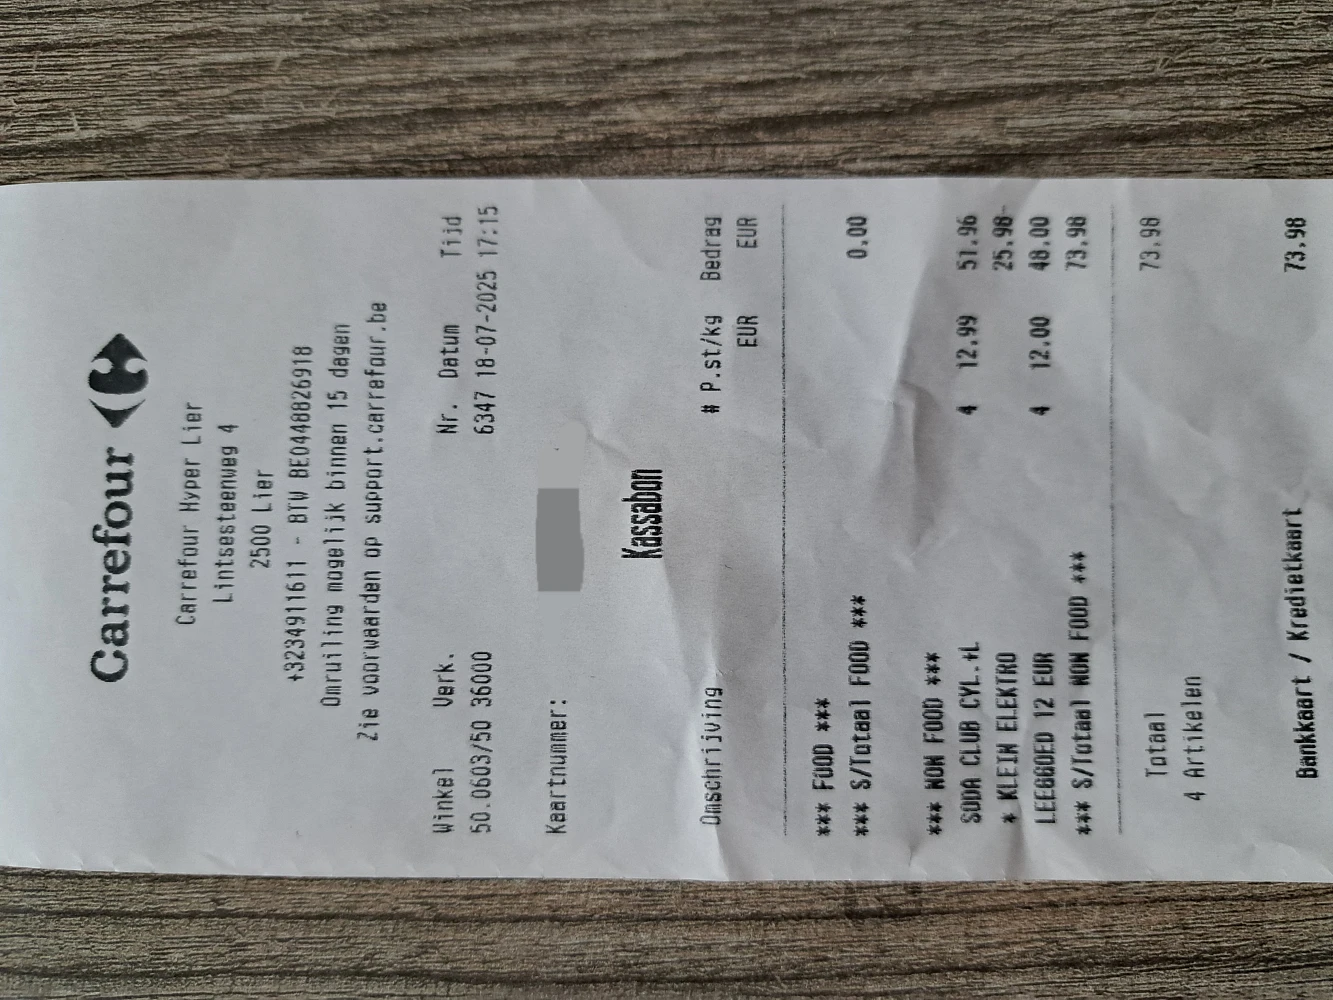 Carrefour
Carrefour Hyper Lier
Lintsesteenweg 4
2500 Lier
+3234911611 - BTW BE0448826918
Omruiling mogelijk binnen 15 dagen
Zie voorwaarden op support.carrefour.be
Winkel Verk. Nr. Datum Tijd
50.0603/50 36000 6347 18-07-2025 17:15
Kaartnummer:
Kassabon
Omschrijving # P.st/kg Bedrag
EUR EUR
*** FOOD ***
*** S/Totaal FOOD *** 0.00
*** NON FOOD ***
SODA CLUB CYL.+L 4 12.99 51.96
* KLEIN ELEKTRO 25.98-
LEEGGOED 12 EUR 4 12.00 48.00
*** S/Totaal NON FOOD *** 73.98
Totaal 73.98
4 Artikelen
Bankkaart / Kredietkaart 73.98